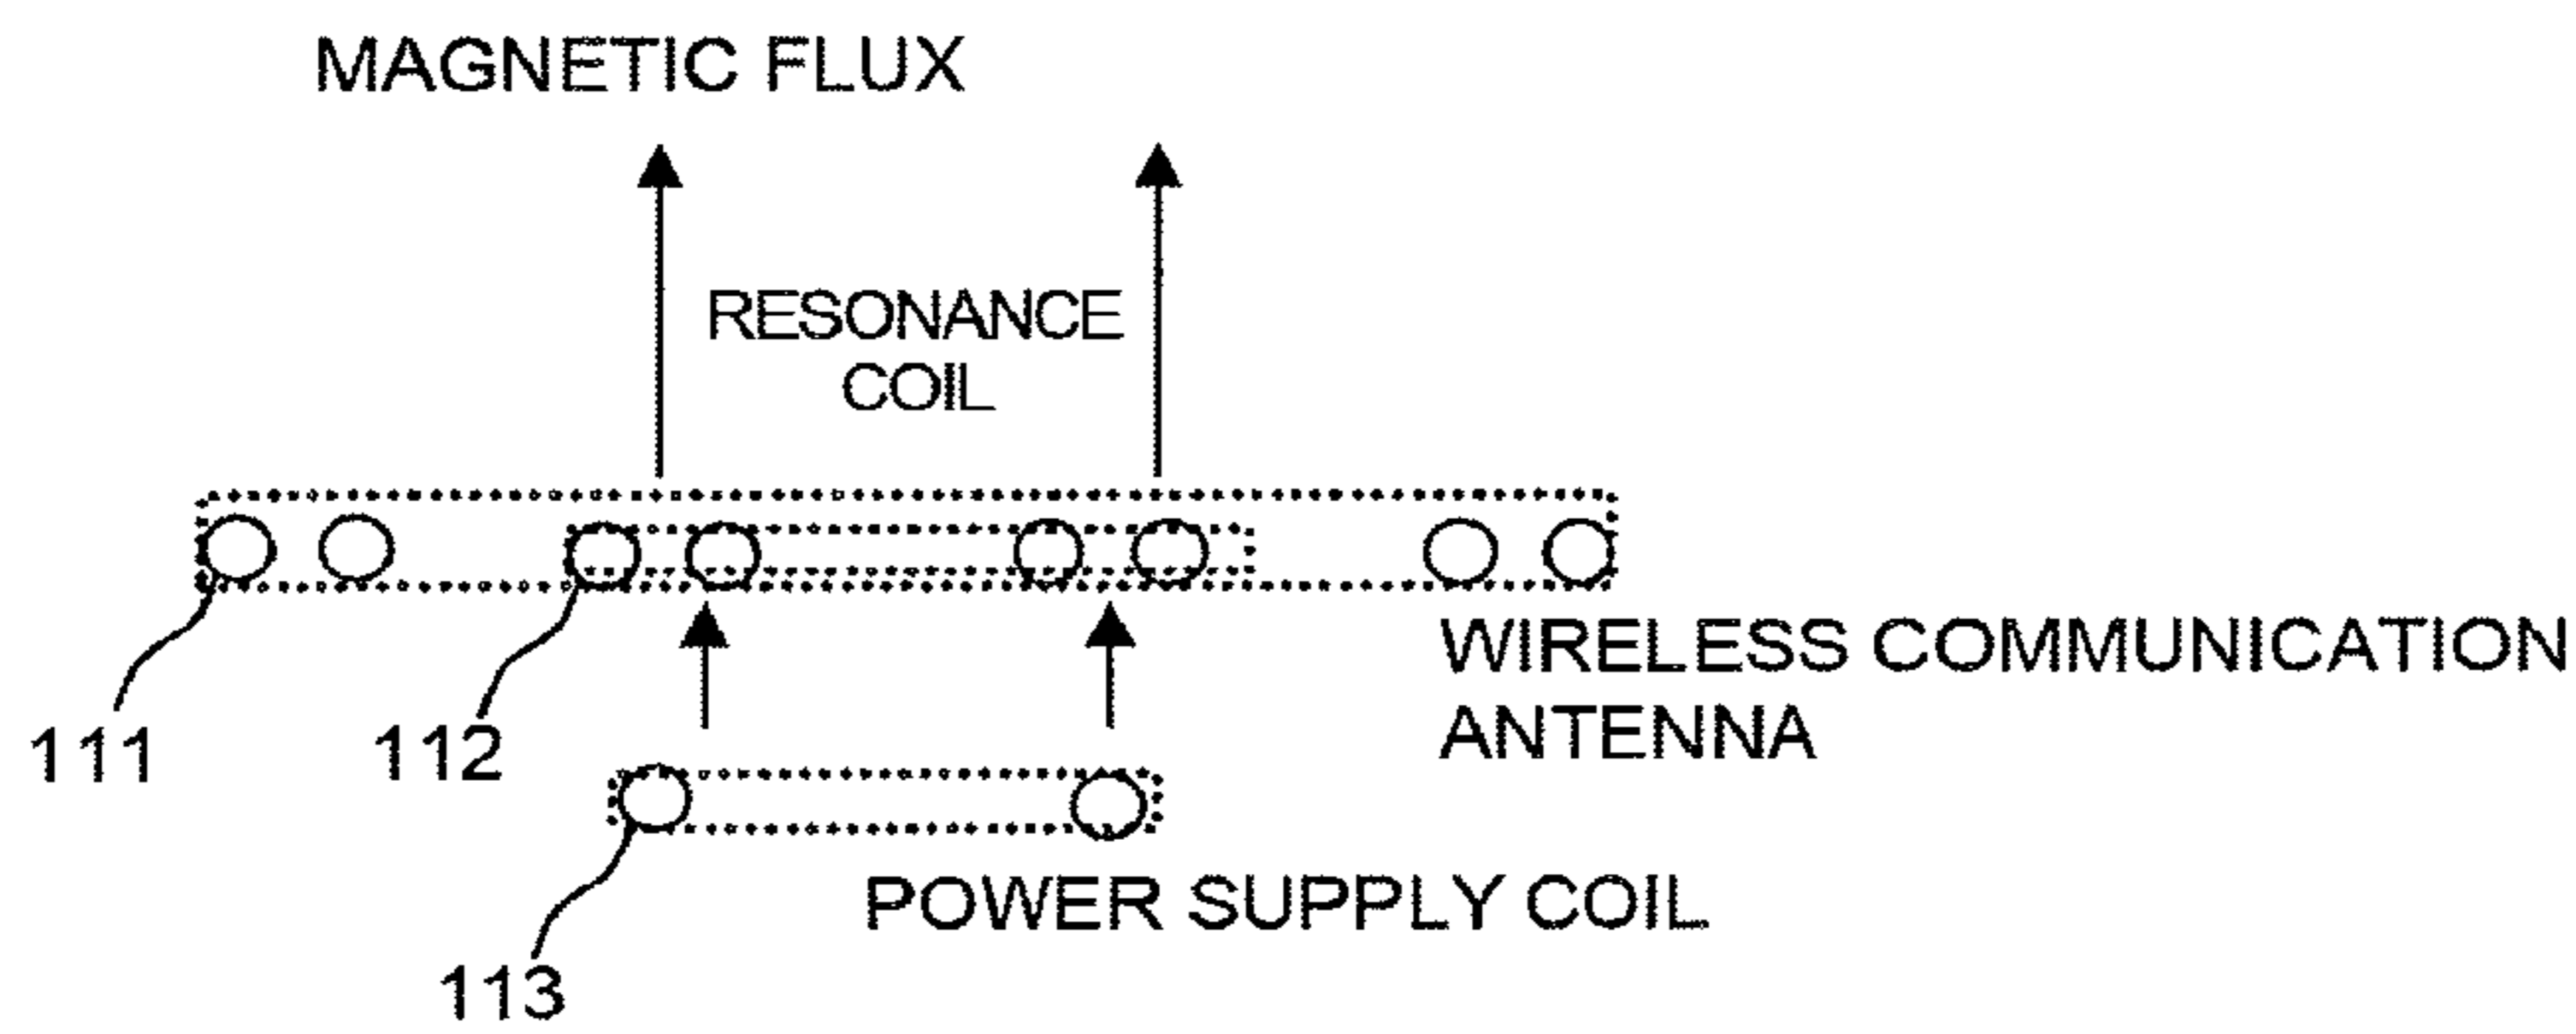 MAGNETIC FLUX
RESONANCE
COIL
WIRELESS COMMUNICATION
ANTENNA
111
112
POWER SUPPLY COIL
113